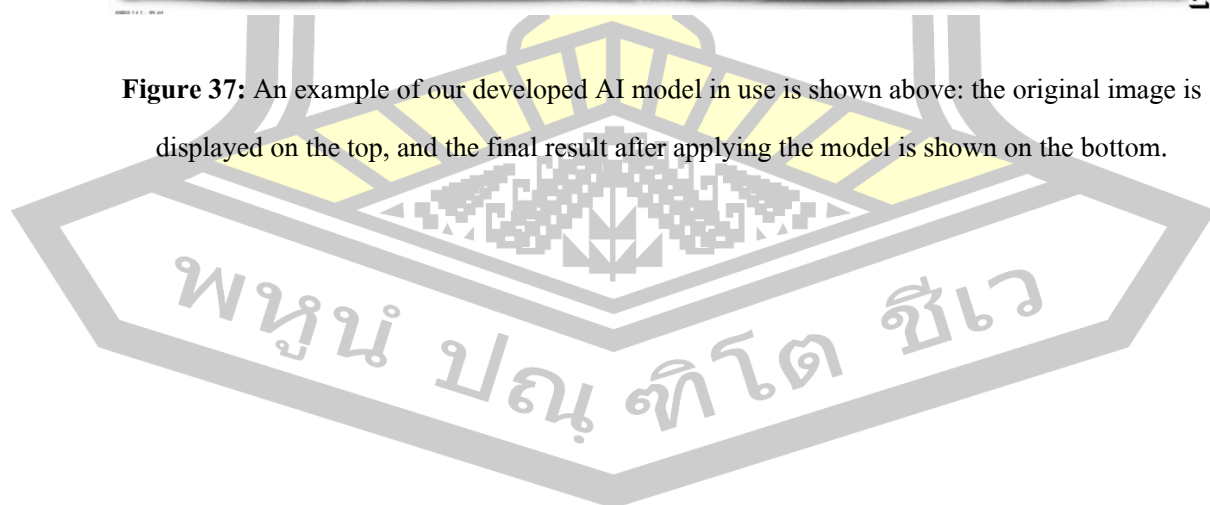 Figure 37: An example of our developed AI model in use is shown above: the original image is
displayed on the top, and the final result after applying the model is shown on the bottom.
พหูนํ ปณฺฑิโต ชีเว